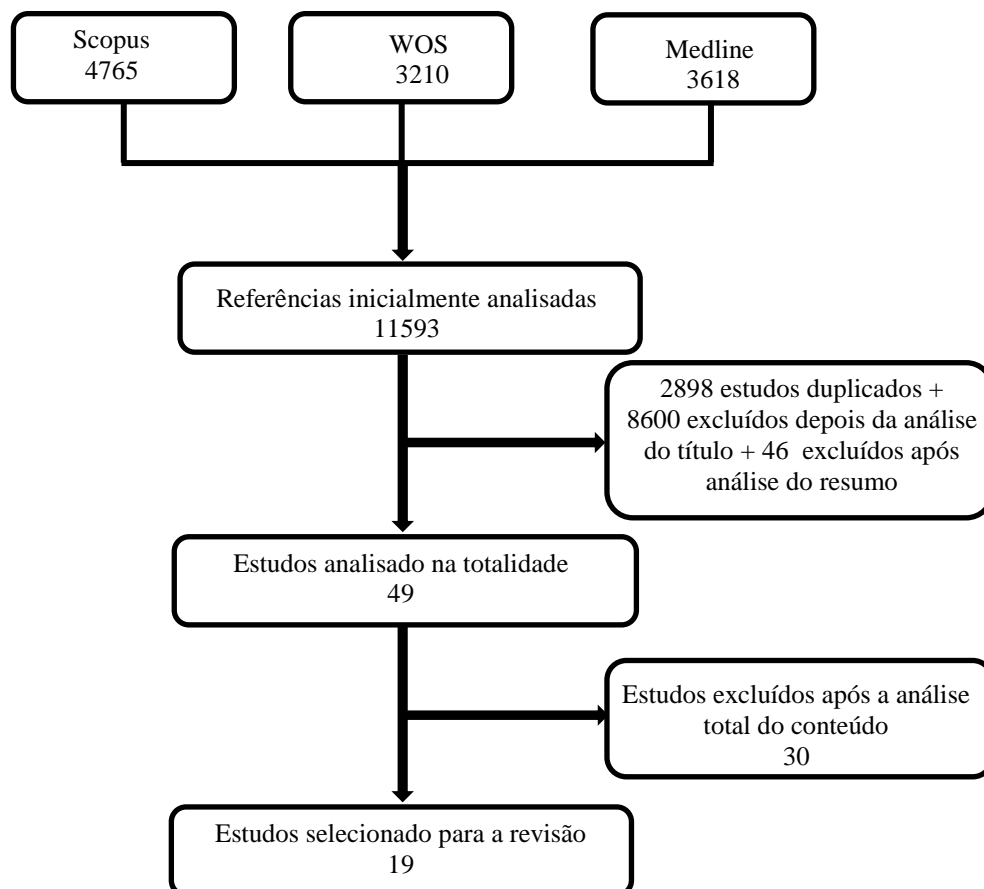 Scopus
4765
WOS
3210
Medline
3618
Referências inicialmente analisadas
11593
2898 estudos duplicados +
8600 excluídos depois da análise
do título + 46 excluídos após
análise do resumo
Estudos analisado na totalidade
49
Estudos excluídos após a análise
total do conteúdo
30
Estudos selecionado para a revisão
19